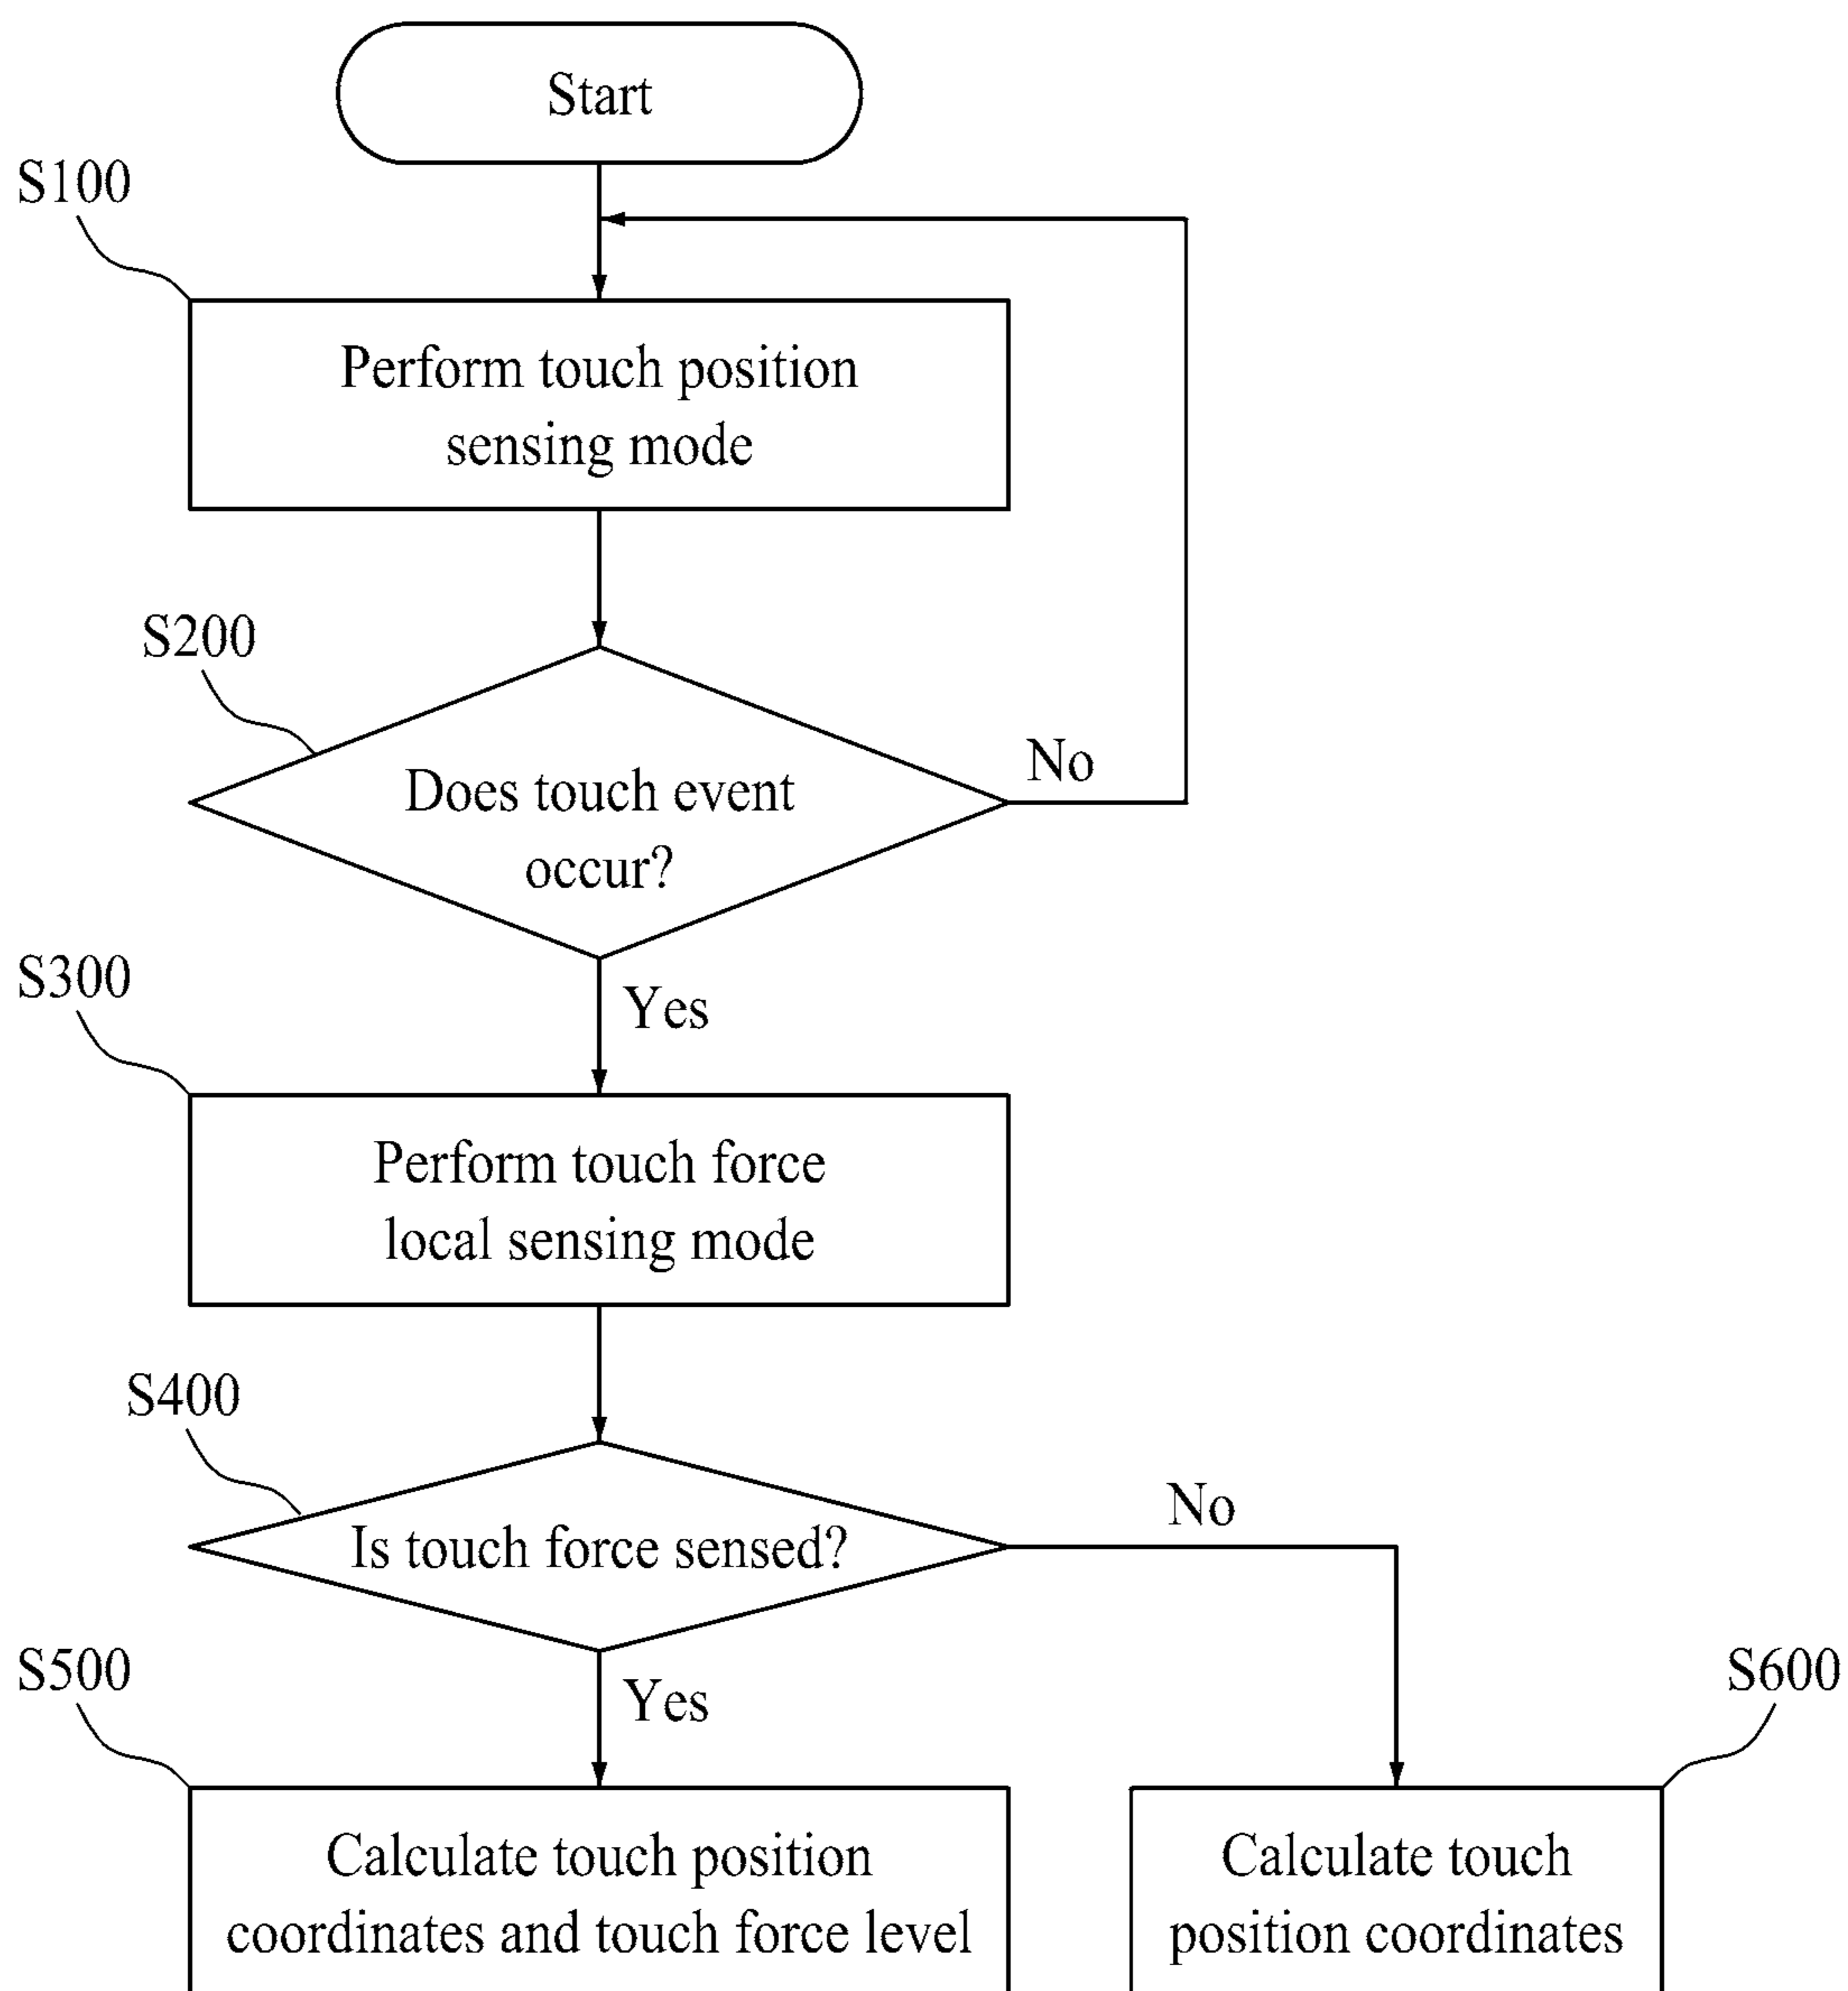 Start
S100
Perform touch position
sensing mode
S200
Does touch event
occur?
No
S300
Yes
Perform touch force
local sensing mode
S400
Is touch force sensed?
No
S500
Yes
S600
Calculate touch position
coordinates and touch force level
Calculate touch
position coordinates